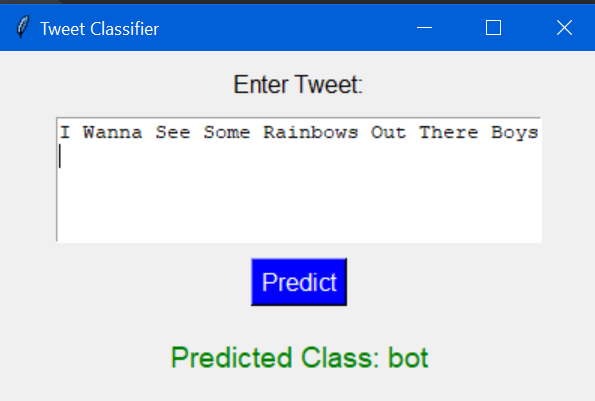 Tweet Classifier
Enter Tweet:
I Wanna See Some Rainbows Out There Boys
Predict
Predicted Class: bot